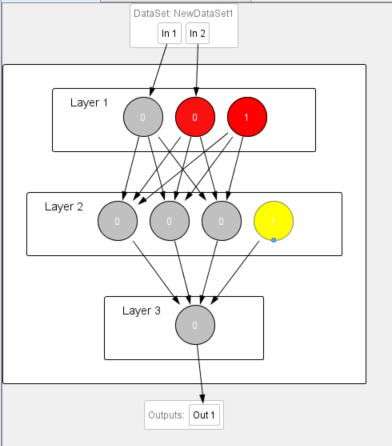 DataSet: NewDataSet1
In 1 In 2
Layer 1
0 0 1
Layer 2
0 0 0 1
Layer 3
0
Outputs: Out 1